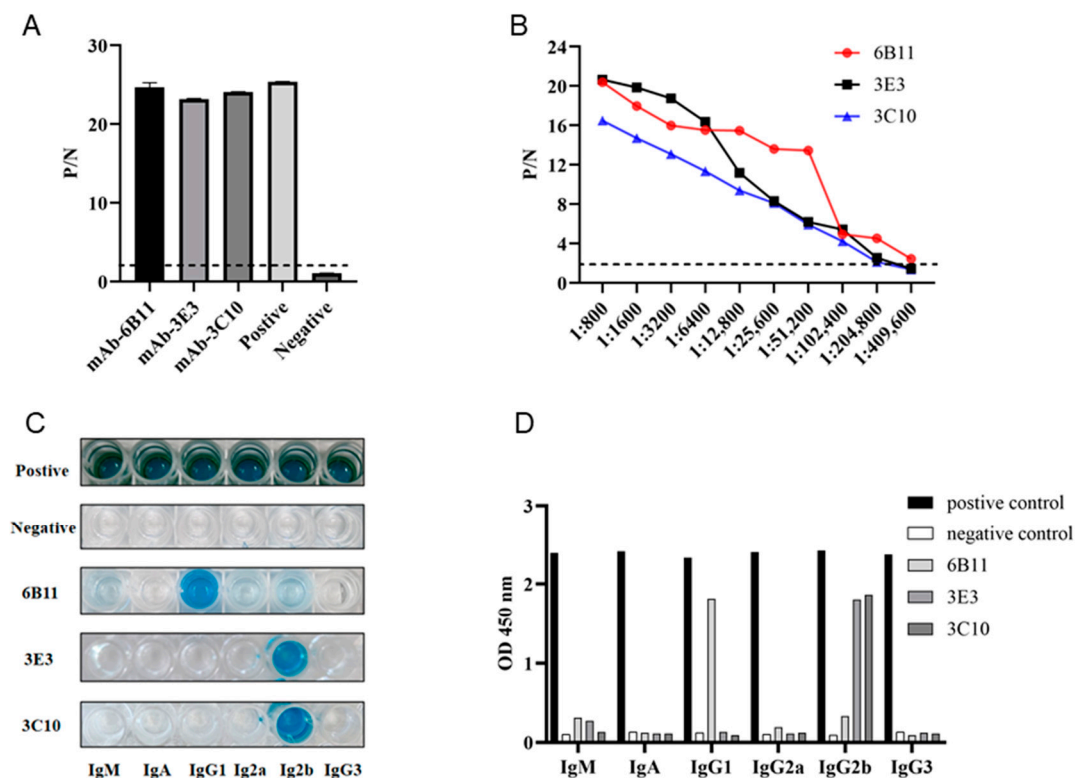 A
30
20
10
0
P/N
mAb-6B11
mAb-3E3
mAb-3C10
Postive
Negative
B
24
20
16
12
8
4
0
P/N
6B11
3E3
3C10
1:800
1:1600
1:3200
1:6400
1:12,800
1:25,600
1:51,200
1:102,400
1:204,800
1:409,600
C
Postive
Negative
6B11
3E3
3C10
IgM IgA IgG1 Ig2a Ig2b IgG3
D
3
2
1
0
OD 450 nm
postive control
negative control
6B11
3E3
3C10
IgM IgA IgG1 IgG2a IgG2b IgG3